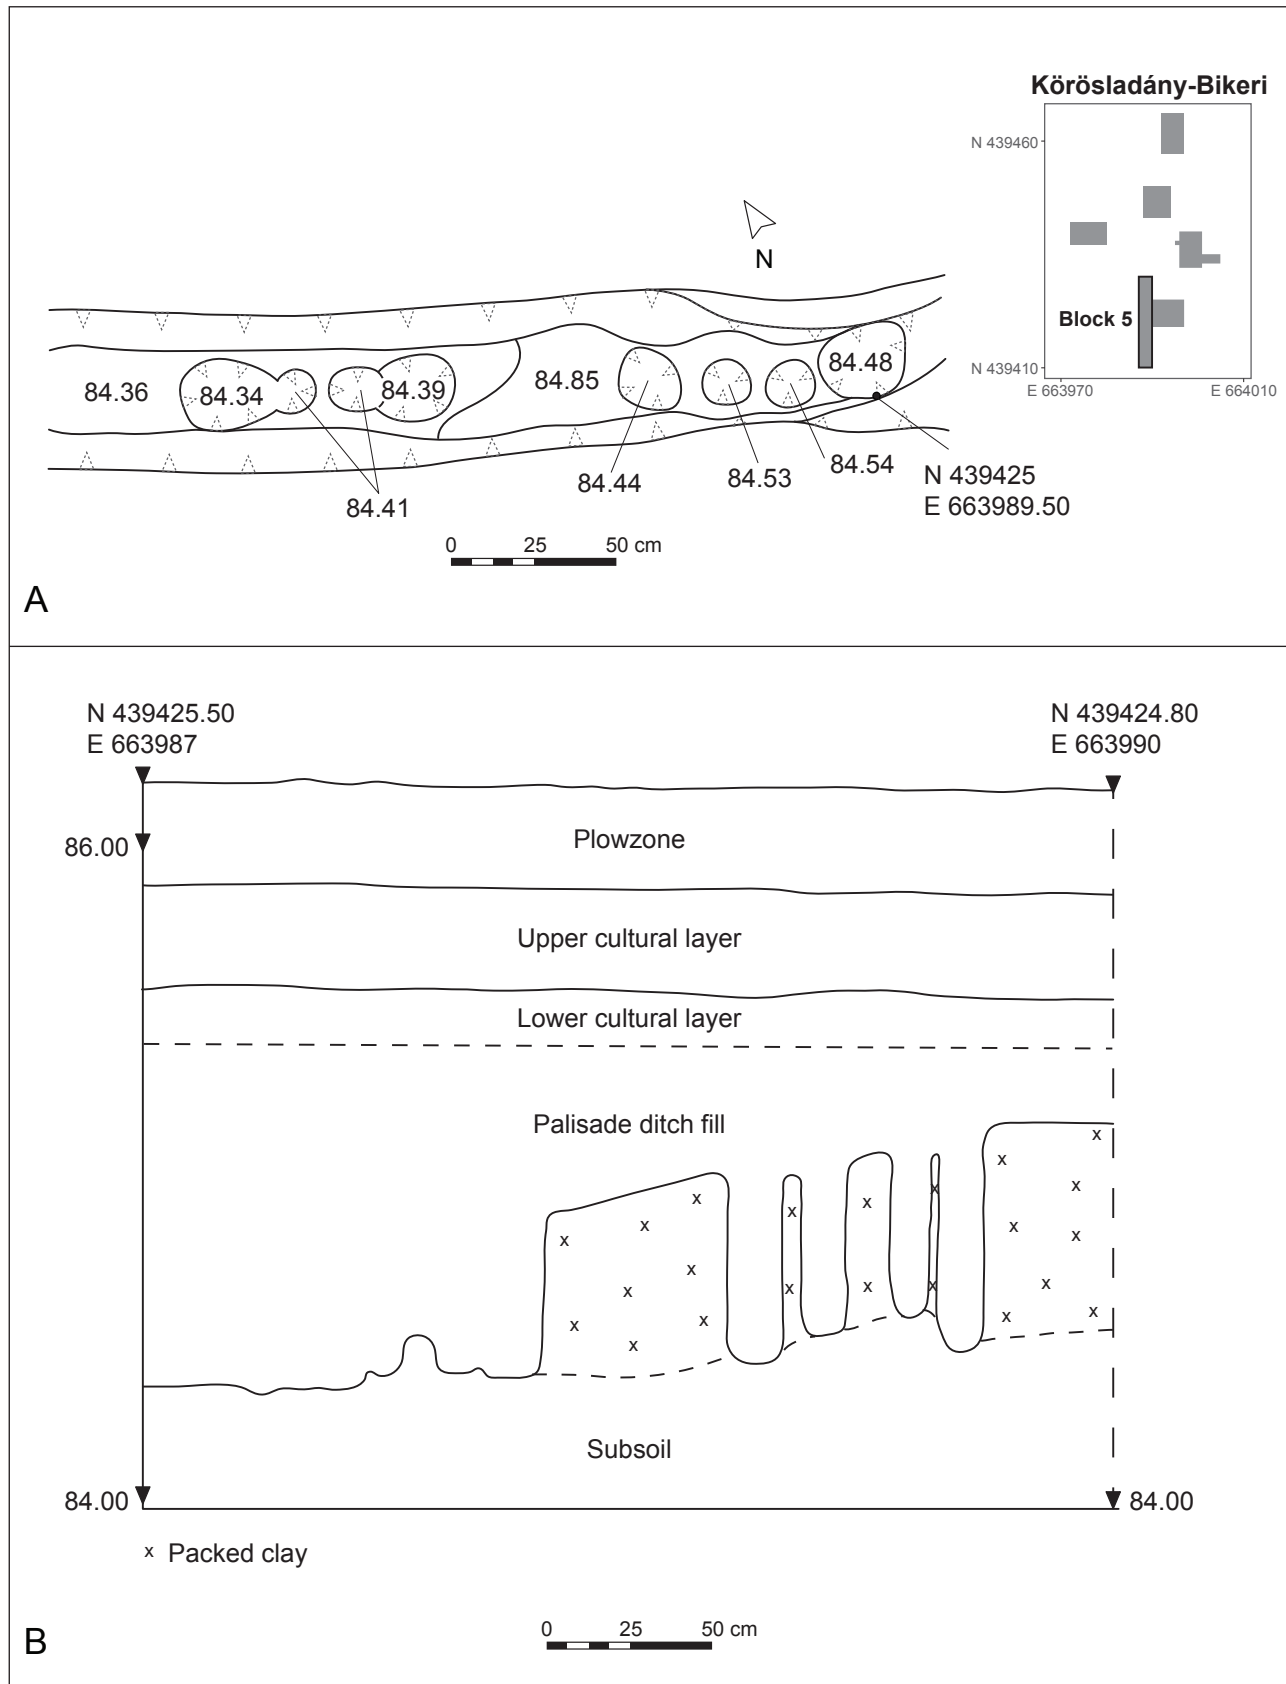 Körösladány-Bikeri
N 439460
Block 5
N 439410
E 663970
E 664010
N
84.36
84.34
84.39
84.85
84.48
84.41
84.44
84.53
84.54
N 439425
E 663989.50
0 25 50 cm
A
N 439425.50
E 663987
N 439424.80
E 663990
86.00
Plowzone
Upper cultural layer
Lower cultural layer
Palisade ditch fill
x x x x x x x x x x x x x x x x x x x x x x x x
Subsoil
84.00
84.00
x Packed clay
0 25 50 cm
B